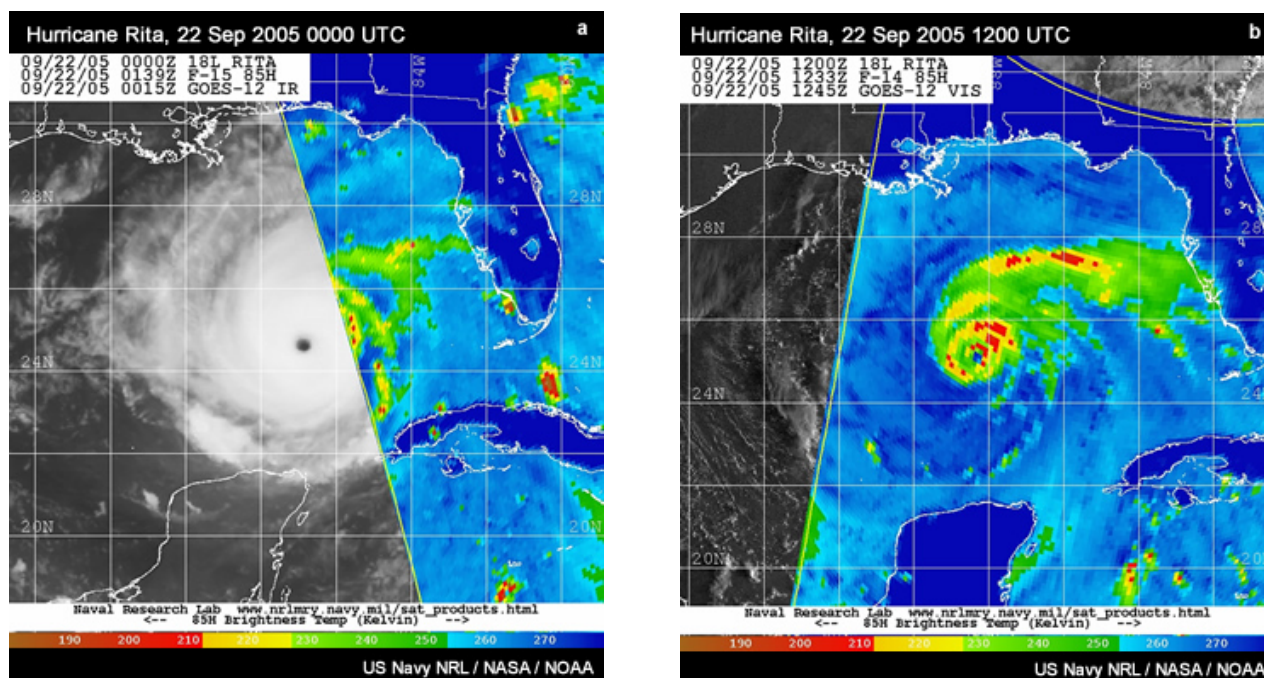 Hurricane Rita, 22 Sep 2005 0000 UTC
a
09/22/05 0000Z 18L RITA
09/22/05 0139Z F-15 85H
09/22/05 0015Z GOES-12 IR
84W
28N
28N
24N
24N
20N
20N
Naval Research Lab www.nrlmry.navy.mil/sat_products.html
<-- 85H Brightness Temp (Kelvin) -->
190 200 210 220 230 240 250 260 270
US Navy NRL / NASA / NOAA
Hurricane Rita, 22 Sep 2005 1200 UTC
b
09/22/05 1200Z 18L RITA
09/22/05 1233Z F-14 85H
09/22/05 1245Z GOES-12 VIS
84W
28N
28N
24N
24N
20N
20N
Naval Research Lab www.nrlmry.navy.mil/sat_products.html
<-- 85H Brightness Temp (Kelvin) -->
190 200 210 220 230 240 250 260 270
US Navy NRL / NASA / NOAA